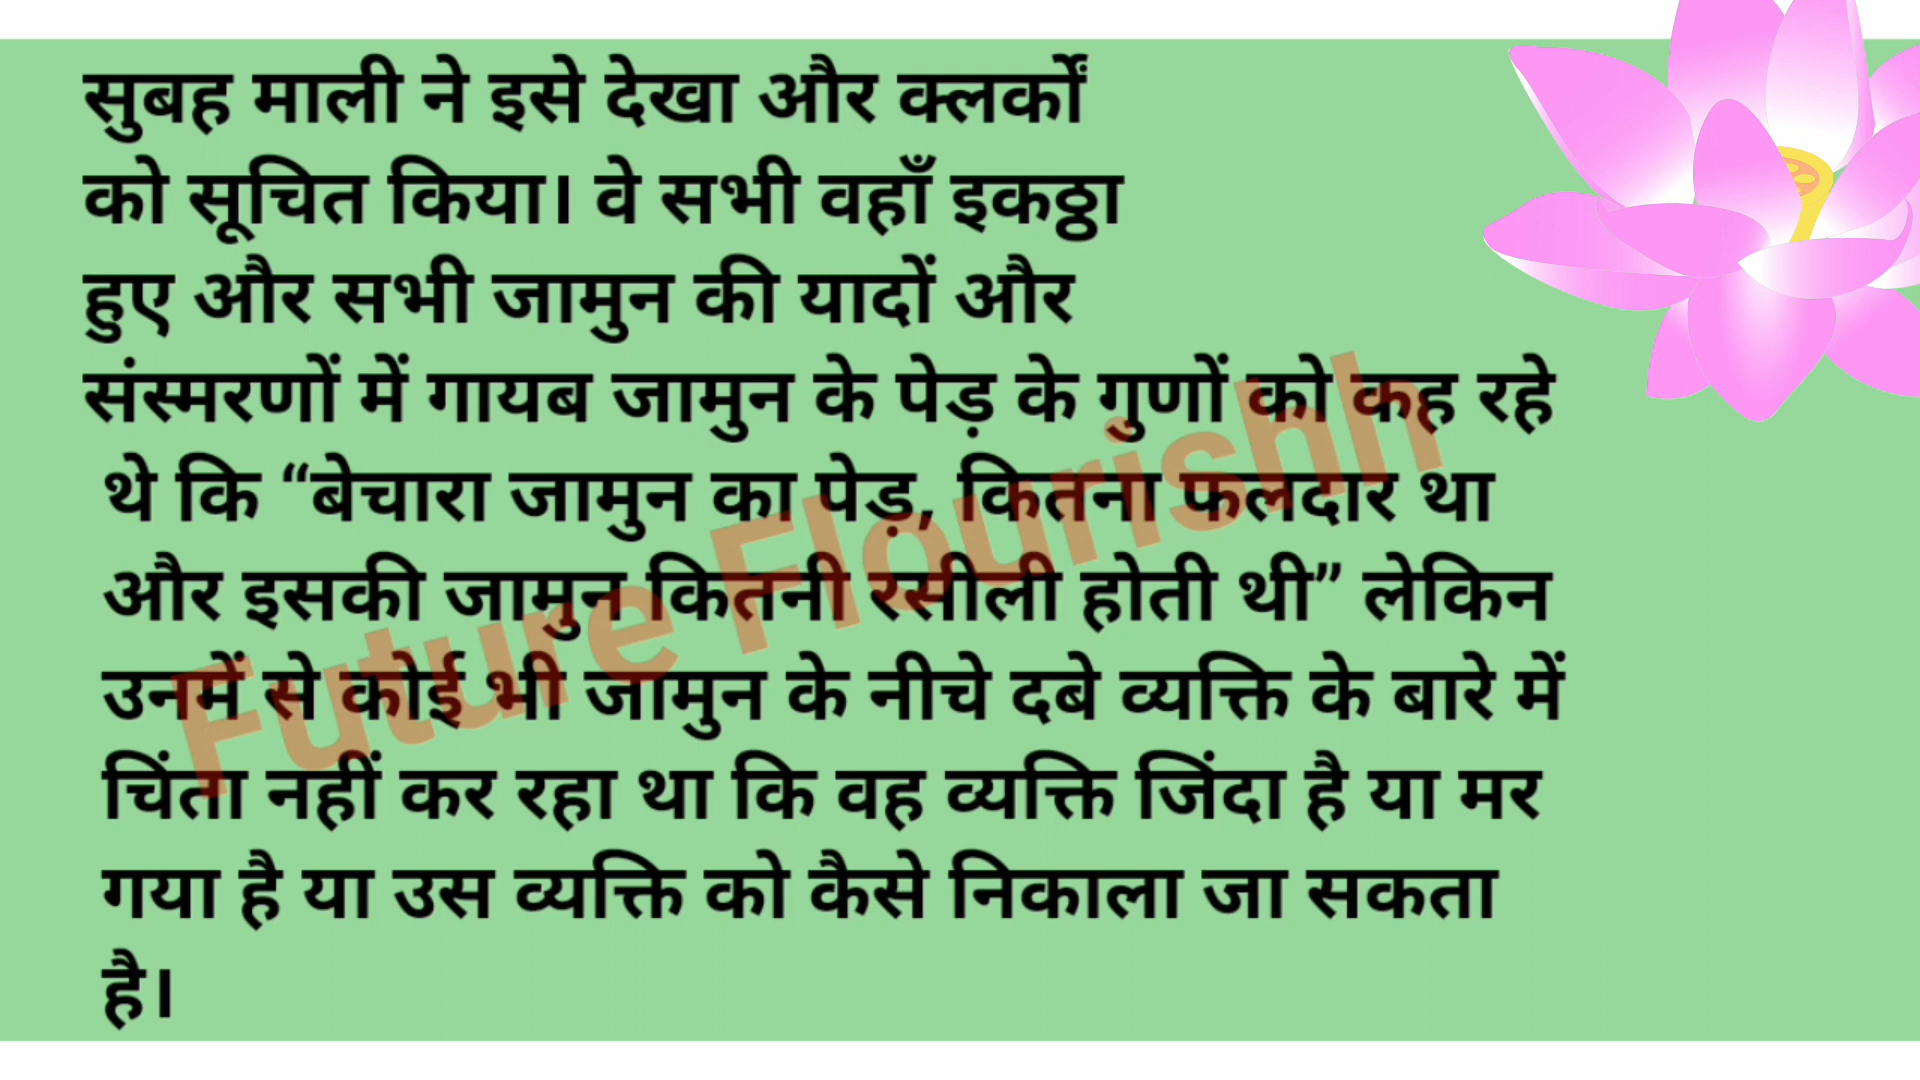 सुबह माली ने इसे देखा और क्लर्कों
को सूचित किया। वे सभी वहाँ इकठ्ठा
हुए और सभी जामुन की यादों और
संस्मरणों में गायब जामुन के पेड़ के गुणों को कह रहे
थे कि “बेचारा जामुन का पेड़, कितना फलदार था
और इसकी जामुन कितनी रसीली होती थी” लेकिन
उनमें से कोई भी जामुन के नीचे दबे व्यक्ति के बारे में
चिंता नहीं कर रहा था कि वह व्यक्ति जिंदा है या मर
गया है या उस व्यक्ति को कैसे निकाला जा सकता
है।
Future Flourishh